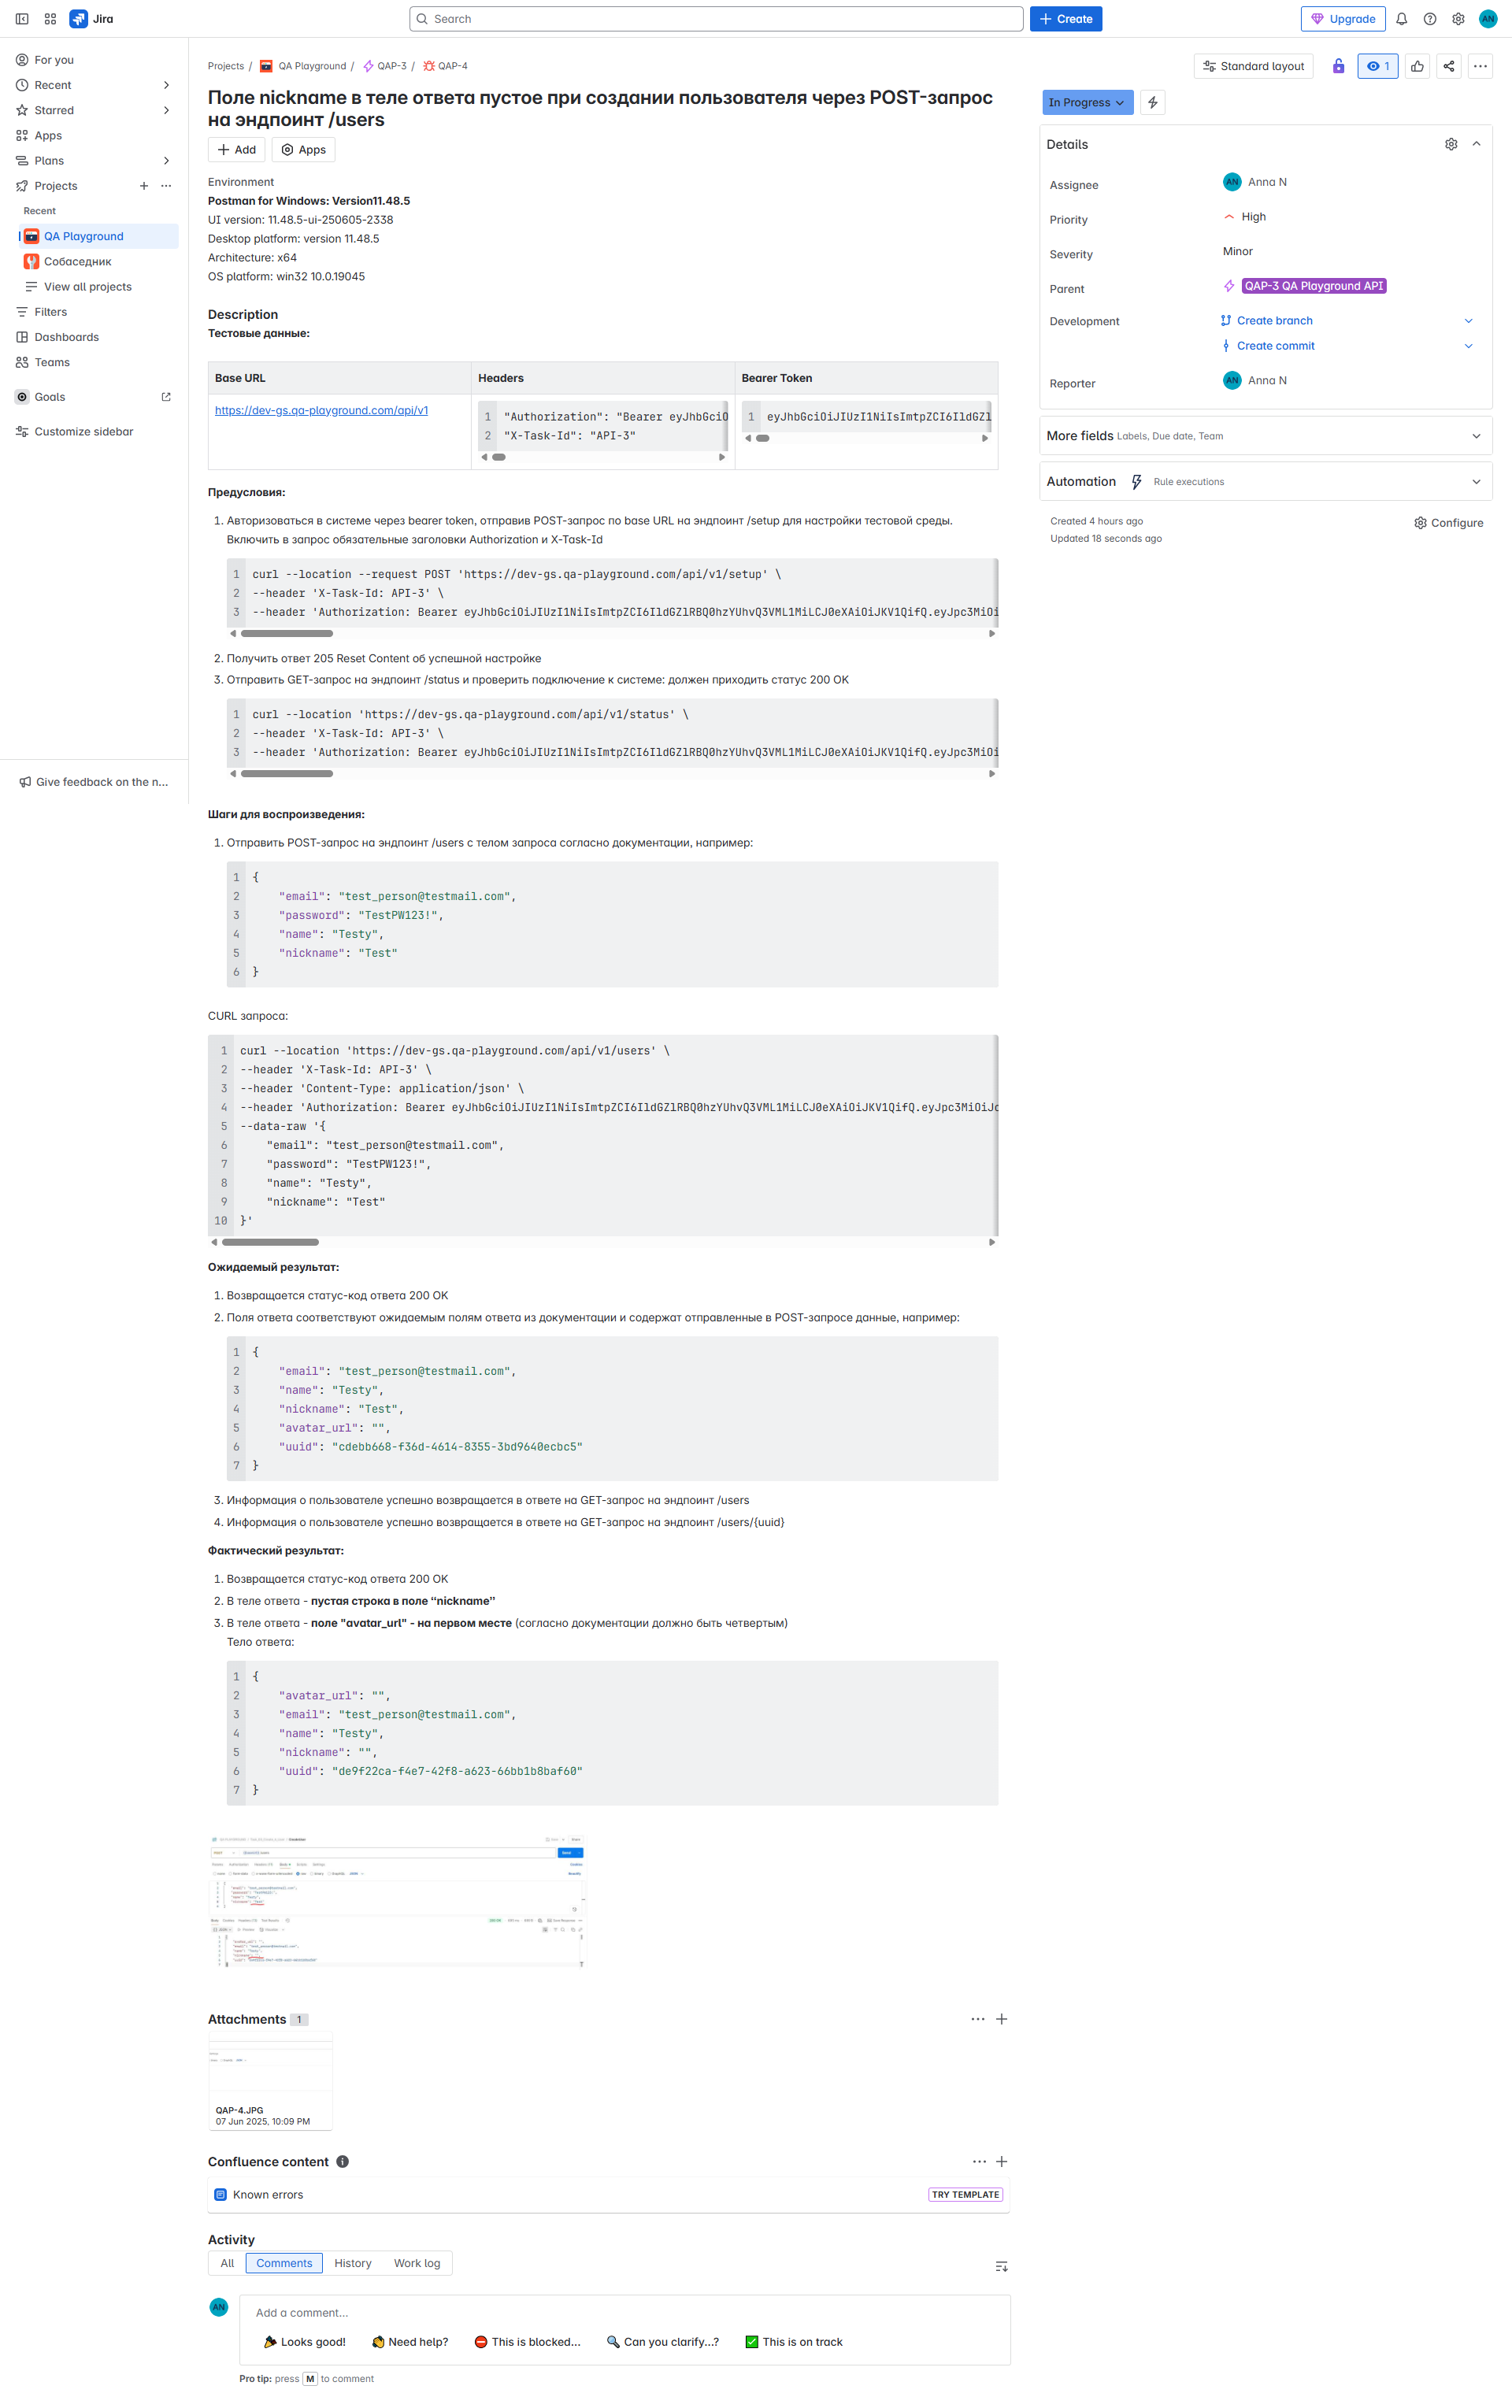 Jira
Search
Create
Upgrade
AN
For you
Recent
Starred
Apps
Plans
Projects
Recent
QA Playground
Собаседник
View all projects
Filters
Dashboards
Teams
Goals
Customize sidebar
Give feedback on the n...
Projects / QA Playground / QAP-3 / QAP-4
Standard layout
1
Поле nickname в теле ответа пустое при создании пользователя через POST-запрос
на эндпоинт /users
Add
Apps
Environment
Postman for Windows: Version11.48.5
UI version: 11.48.5-ui-250605-2338
Desktop platform: version 11.48.5
Architecture: x64
OS platform: win32 10.0.19045
Description
Тестовые данные:
Base URL Headers Bearer Token
https://dev-gs.qa-playground.com/api/v1
1 "Authorization": "Bearer eyJhbGciO
2 "X-Task-Id": "API-3"
1 eyJhbGciOiJIUzI1NiIsImtpZCI6IldGZl
Предусловия:
1. Авторизоваться в системе через bearer token, отправив POST-запрос по base URL на эндпоинт /setup для настройки тестовой среды.
Включить в запрос обязательные заголовки Authorization и X-Task-Id
1 curl --location --request POST 'https://dev-gs.qa-playground.com/api/v1/setup' \
2 --header 'X-Task-Id: API-3' \
3 --header 'Authorization: Bearer eyJhbGciOiJIUzI1NiIsImtpZCI6IldGZlRBQ0hzYUhvQ3VML1MiLCJ0eXAiOiJKV1QifQ.eyJpc3MiOi
2. Получить ответ 205 Reset Content об успешной настройке
3. Отправить GET-запрос на эндпоинт /status и проверить подключение к системе: должен приходить статус 200 OK
1 curl --location 'https://dev-gs.qa-playground.com/api/v1/status' \
2 --header 'X-Task-Id: API-3' \
3 --header 'Authorization: Bearer eyJhbGciOiJIUzI1NiIsImtpZCI6IldGZlRBQ0hzYUhvQ3VML1MiLCJ0eXAiOiJKV1QifQ.eyJpc3MiOi
Шаги для воспроизведения:
1. Отправить POST-запрос на эндпоинт /users с телом запроса согласно документации, например:
1 {
2 "email": "test_person@testmail.com",
3 "password": "TestPW123!",
4 "name": "Testy",
5 "nickname": "Test"
6 }
CURL запроса:
1 curl --location 'https://dev-gs.qa-playground.com/api/v1/users' \
2 --header 'X-Task-Id: API-3' \
3 --header 'Content-Type: application/json' \
4 --header 'Authorization: Bearer eyJhbGciOiJIUzI1NiIsImtpZCI6IldGZlRBQ0hzYUhvQ3VML1MiLCJ0eXAiOiJKV1QifQ.eyJpc3MiOiJo
5 --data-raw '{
6 "email": "test_person@testmail.com",
7 "password": "TestPW123!",
8 "name": "Testy",
9 "nickname": "Test"
10 }'
Ожидаемый результат:
1. Возвращается статус-код ответа 200 OK
2. Поля ответа соответствуют ожидаемым полям ответа из документации и содержат отправленные в POST-запросе данные, например:
1 {
2 "email": "test_person@testmail.com",
3 "name": "Testy",
4 "nickname": "Test",
5 "avatar_url": "",
6 "uuid": "cdebb668-f36d-4614-8355-3bd9640ecbc5"
7 }
3. Информация о пользователе успешно возвращается в ответе на GET-запрос на эндпоинт /users
4. Информация о пользователе успешно возвращается в ответе на GET-запрос на эндпоинт /users/{uuid}
Фактический результат:
1. Возвращается статус-код ответа 200 OK
2. В теле ответа - пустая строка в поле “nickname”
3. В теле ответа - поле "avatar_url" - на первом месте (согласно документации должно быть четвертым)
Тело ответа:
1 {
2 "avatar_url": "",
3 "email": "test_person@testmail.com",
4 "name": "Testy",
5 "nickname": "",
6 "uuid": "de9f22ca-f4e7-42f8-a623-66bb1b8baf60"
7 }
Attachments 1
QAP-4.JPG
07 Jun 2025, 10:09 PM
Confluence content
Known errors
TRY TEMPLATE
Activity
All
Comments
History
Work log
AN
Add a comment...
Looks good!
Need help?
This is blocked...
Can you clarify...?
This is on track
Pro tip: press M to comment
In Progress
Details
Assignee
AN Anna N
Priority
High
Severity
Minor
Parent
QAP-3 QA Playground API
Development
Create branch
Create commit
Reporter
AN Anna N
More fields Labels, Due date, Team
Automation Rule executions
Created 4 hours ago
Configure
Updated 18 seconds ago